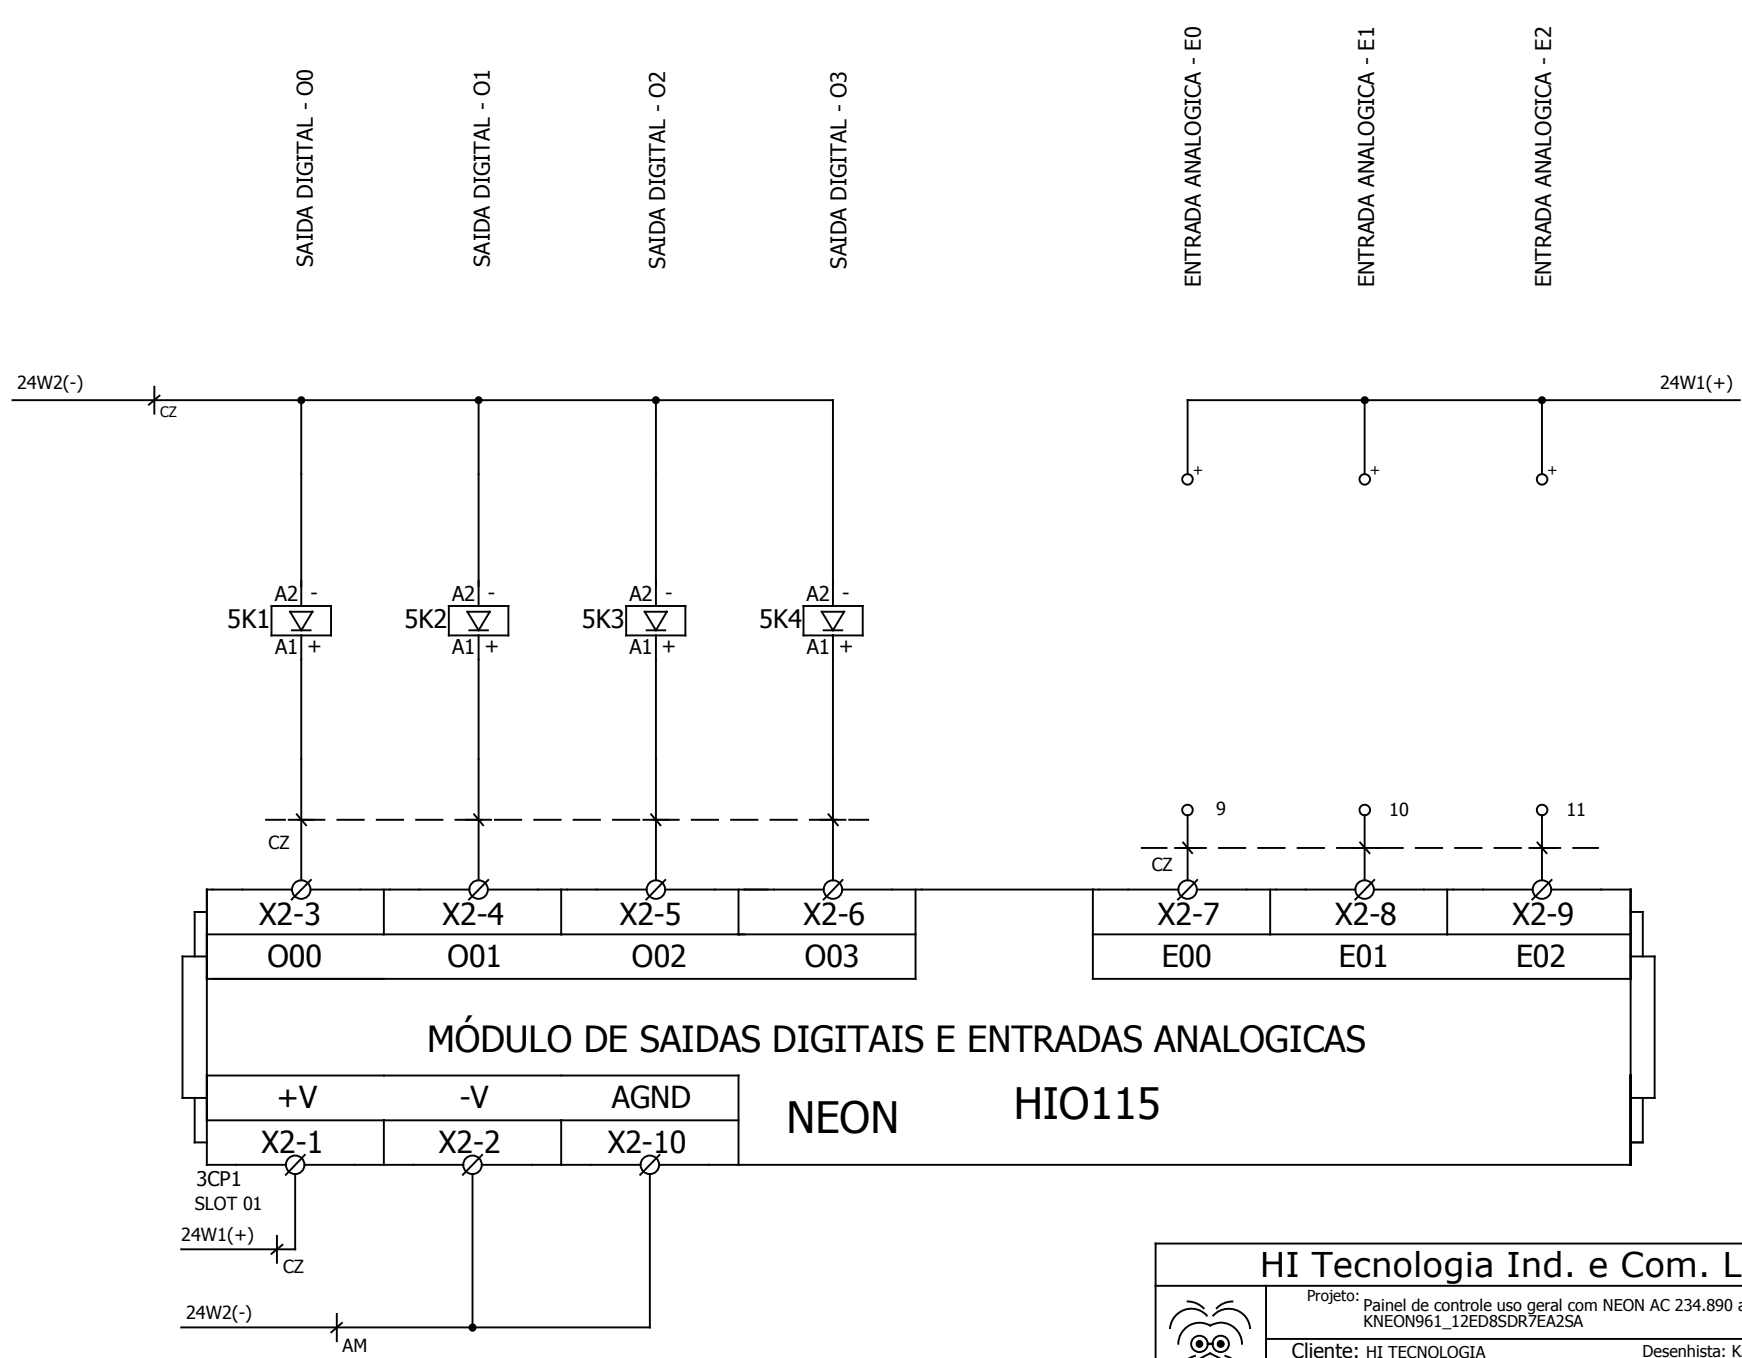 SAIDA DIGITAL - O0
SAIDA DIGITAL - O1
SAIDA DIGITAL - O2
SAIDA DIGITAL - O3
ENTRADA ANALOGICA - E0
ENTRADA ANALOGICA - E1
ENTRADA ANALOGICA - E2
24W2(-)
CZ
24W1(+)
+
+
+
A2 -
A2 -
A2 -
A2 -
5K1
5K2
5K3
5K4
A1 +
A1 +
A1 +
A1 +
CZ
9
10
11
CZ
X2-3
X2-4
X2-5
X2-6
X2-7
X2-8
X2-9
O00
O01
O02
O03
E00
E01
E02
MÓDULO DE SAIDAS DIGITAIS E ENTRADAS ANALOGICAS
+V
-V
AGND
NEON
HIO115
X2-1
X2-2
X2-10
3CP1
SLOT 01
24W1(+)
CZ
24W2(-)
AM
HI Tecnologia Ind. e Com. L
Projeto:
Painel de controle uso geral com NEON AC 234.890 a
KNEON961_12ED8SDR7EA2SA
Cliente: HI TECNOLOGIA
Desenhista: K